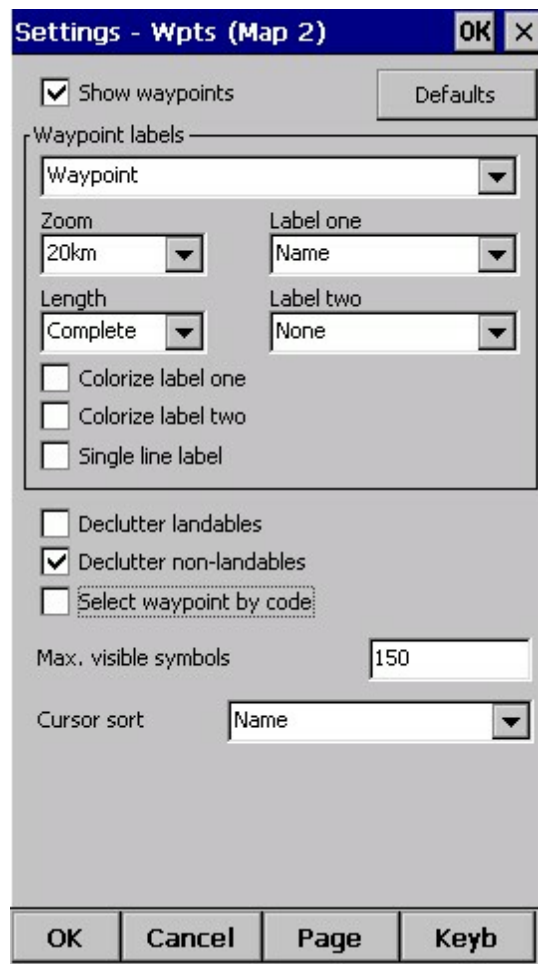 Settings - Wpts (Map 2) OK ×
Show waypoints Defaults
Waypoint labels
Waypoint
Zoom Label one
20km Name
Length Label two
Complete None
Colorize label one
Colorize label two
Single line label
Declutter landables
Declutter non-landables
Select waypoint by code
Max. visible symbols 150
Cursor sort Name
OK Cancel Page Keyb